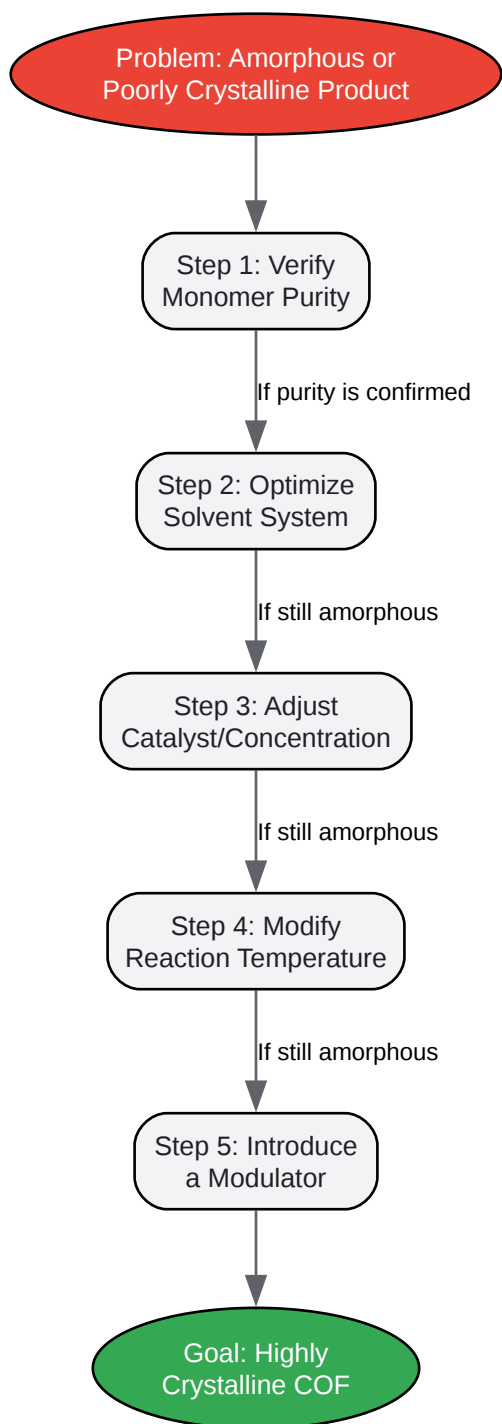 Problem: Amorphous or
Poorly Crystalline Product
Step 1: Verify
Monomer Purity
If purity is confirmed
Step 2: Optimize
Solvent System
If still amorphous
Step 3: Adjust
Catalyst/Concentration
If still amorphous
Step 4: Modify
Reaction Temperature
If still amorphous
Step 5: Introduce
a Modulator
Goal: Highly
Crystalline COF